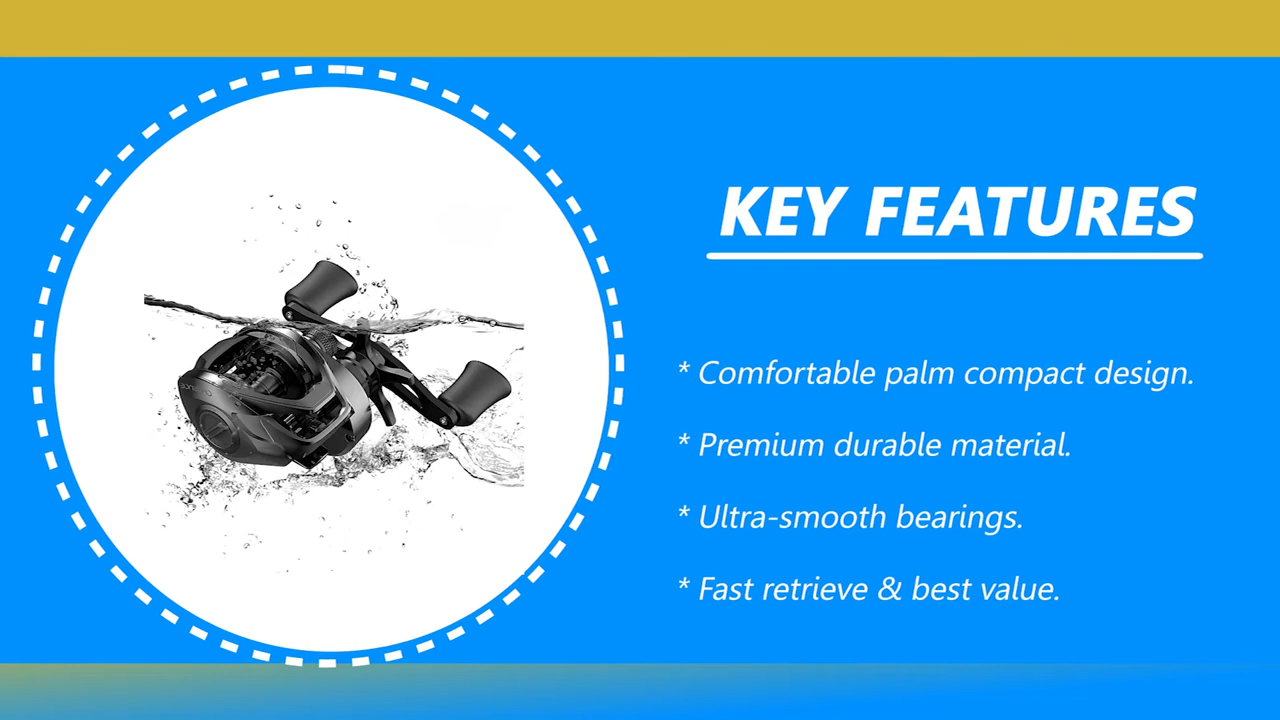 KEY FEATURES
* Comfortable palm compact design.
* Premium durable material.
* Ultra-smooth bearings.
* Fast retrieve & best value.